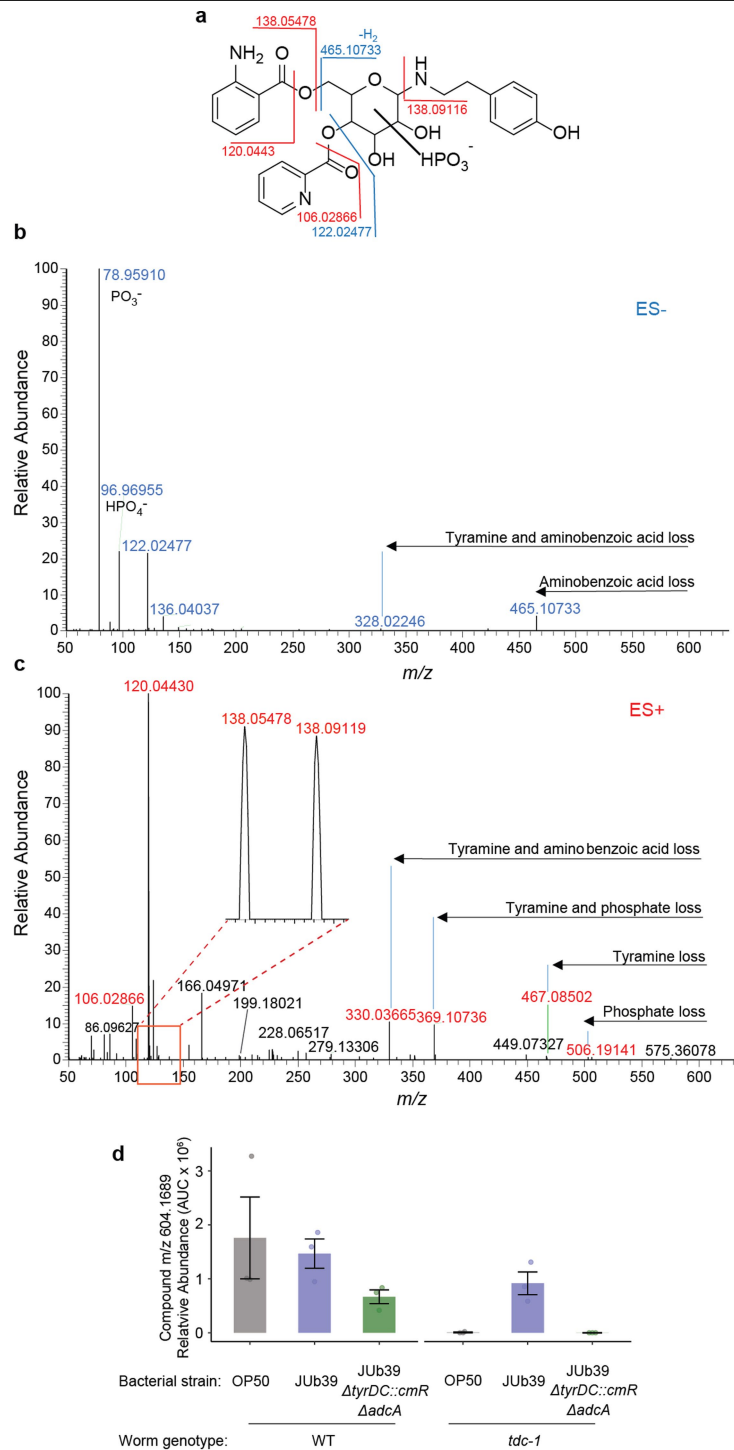 a
138.05478
-H2
465.10733
NH2
O
O
O
H
N
138.09116
OH
O
OH
OH
HPO3-
120.0443
O
N
106.02866
122.02477
b
100
90
80
70
60
50
40
30
20
10
0
Relative Abundance
78.95910
PO3-
ES-
96.96955
HPO4-
122.02477
136.04037
Tyramine and aminobenzoic acid loss
328.02246
Aminobenzoic acid loss
465.10733
50 100 150 200 250 300 350 400 450 500 550 600
m/z
c
100
90
80
70
60
50
40
30
20
10
0
Relative Abundance
120.04430
138.05478
138.09119
ES+
Tyramine and amino benzoic acid loss
Tyramine and phosphate loss
Tyramine loss
Phosphate loss
106.02866
86.09627
166.04971
199.18021
228.06517
279.13306
330.03665
369.10736
449.07327
467.08502
506.19141
575.36078
50 100 150 200 250 300 350 400 450 500 550 600
m/z
d
Compound m/z 604.1689
Relatvive Abundance (AUC x 10⁶)
3
2
1
0
Bacterial strain: OP50 JUb39 JUb39 ΔtyrDC::cmR ΔadcA OP50 JUb39 JUb39 ΔtyrDC::cmR ΔadcA
Worm genotype: WT tdc-1